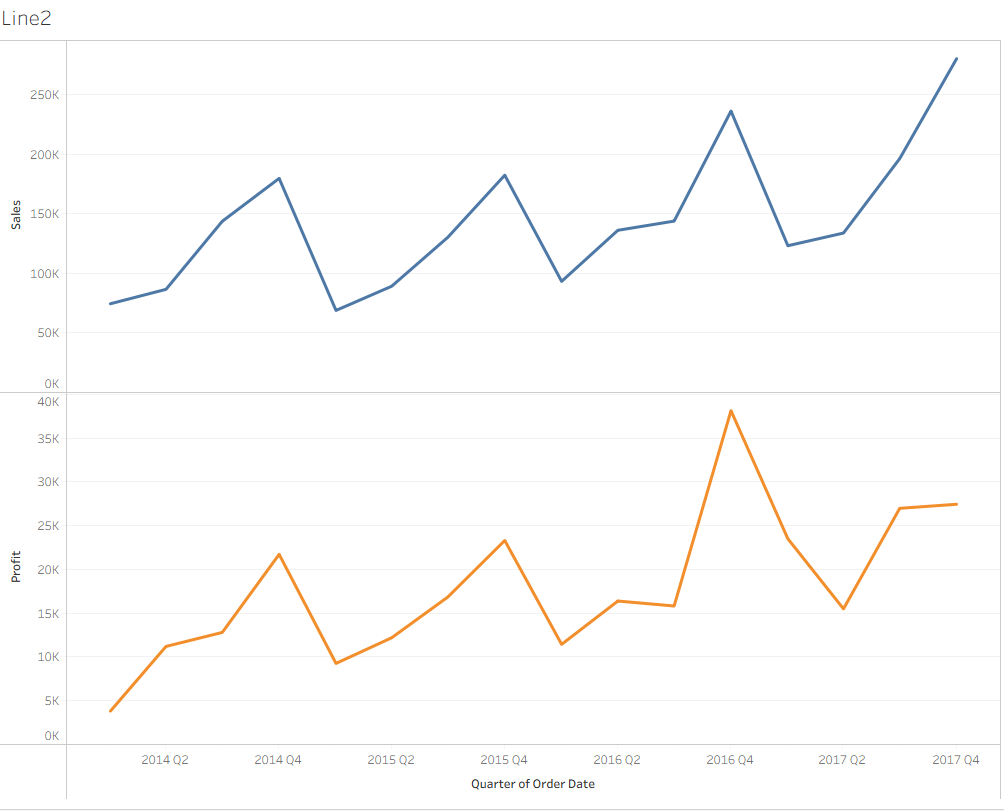 Line2
250K
200K
150K
100K
50K
0K
Sales
40K
35K
30K
25K
20K
15K
10K
5K
0K
Profit
2014 Q2 2014 Q4 2015 Q2 2015 Q4 2016 Q2 2016 Q4 2017 Q2 2017 Q4
Quarter of Order Date